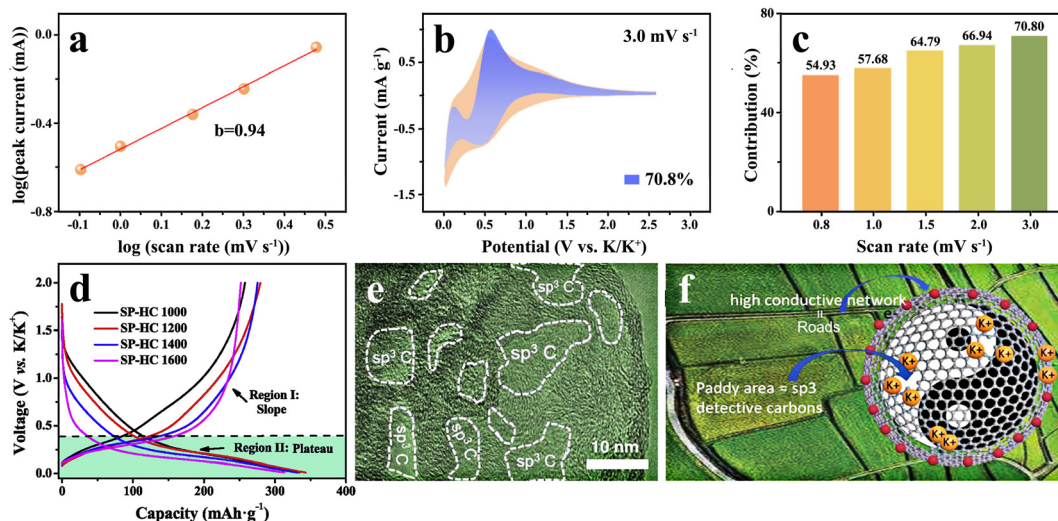 a
0.0
-0.4
-0.8
log(peak current (mA))
b=0.94
-0.1
0.0
0.1
0.2
0.3
0.4
0.5
log (scan rate (mV s⁻¹))
b
3.0 mV s⁻¹
0.5
-0.5
-1.5
Current (mA g⁻¹)
70.8%
0.0
0.5
1.0
1.5
2.0
2.5
3.0
Potential (V vs. K/K⁺)
c
80
60
40
20
0
Contribution (%)
54.93
57.68
64.79
66.94
70.80
0.8
1.0
1.5
2.0
3.0
Scan rate (mV s⁻¹)
d
2.0
1.5
1.0
0.5
0.0
Voltage (V vs. K/K⁺)
SP-HC 1000
SP-HC 1200
SP-HC 1400
SP-HC 1600
Region I:
Slope
Region II: Plateau
0
100
200
300
400
Capacity (mAh·g⁻¹)
e
sp³ C
sp³ C
sp³ C
sp³ C
sp³ C
sp³ C
10 nm
f
high conductive network
=
Roads
e
Paddy area = sp3
detective carbons
K+
K+
K+
K+
K+
K+
K+
K+
K+
K+